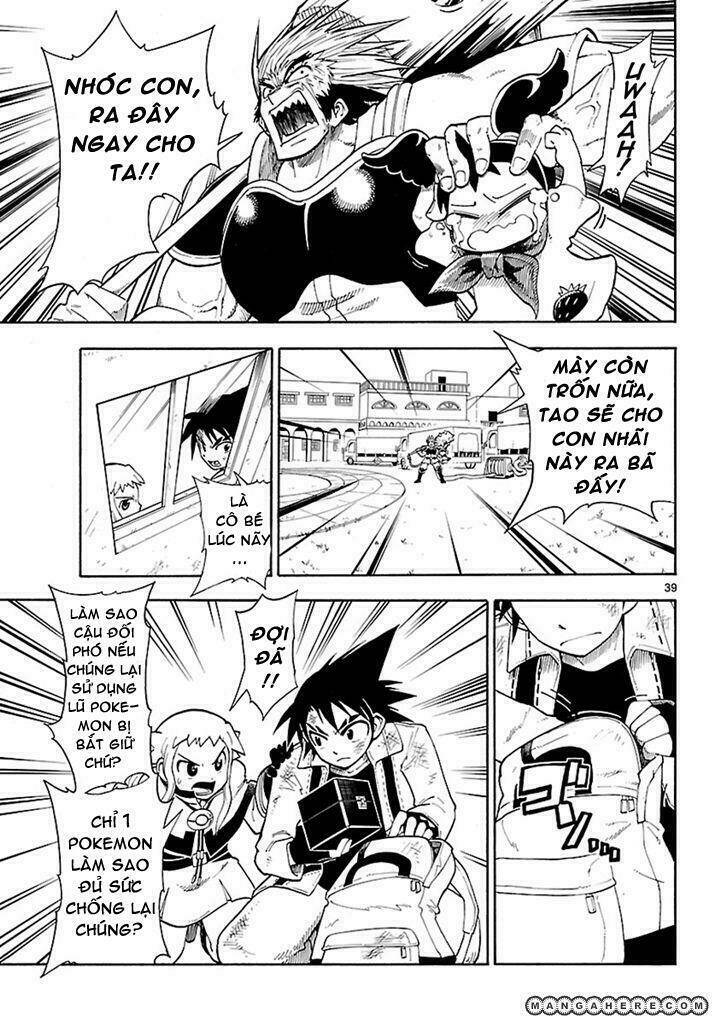 UWAAH!
NHÓC CON,
RA ĐÂY
NGAY CHO
TA!!
MÀY CÒN
TRỐN NỮA,
TAO SẼ CHO
CON NHÃI
NÀY RA BÃ
ĐẤY!
LÀ
CÔ BÉ
LÚC NÃY
...
39
ゴソ
ĐỢI
ĐÃ!!
LÀM SAO
CẬU ĐỐI
PHÓ NẾU
CHÚNG LẠI
SỬ DỤNG
LŨ POKE-
MON BỊ
BẮT GIỮ
CHỨ?
CHỈ 1
POKEMON
LÀM SAO
ĐỦ SỨC
CHỐNG LẠI
CHÚNG?
MANGAHERE.COM